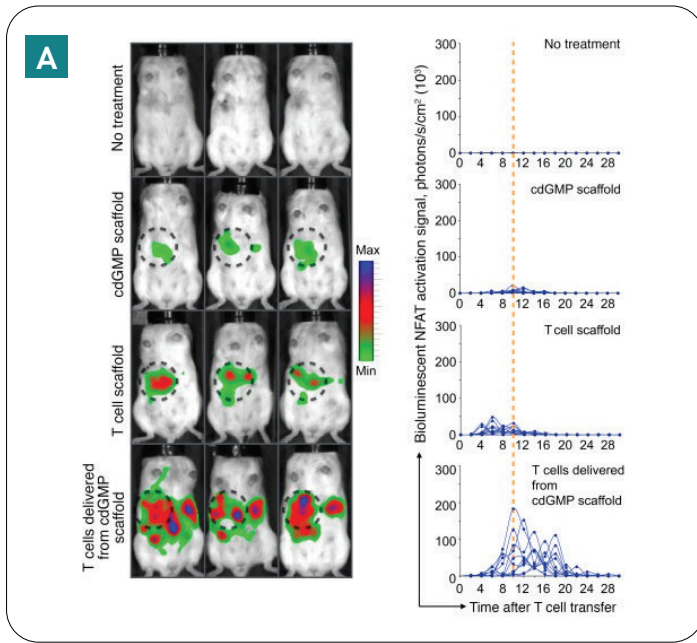 A
No treatment
cdGMP scaffold
T cell scaffold
T cells delivered
from cdGMP
scaffold
Max
Min
Bioluminescent NFAT activation signal, photons/s/cm² (10³)
No treatment
300
200
100
0
0 4 8 12 16 20 24 28
cdGMP scaffold
300
200
100
0
0 4 8 12 16 20 24 28
T cell scaffold
300
200
100
0
0 4 8 12 16 20 24 28
T cells delivered
from
cdGMP scaffold
300
200
100
0
0 4 8 12 16 20 24 28
Time after T cell transfer